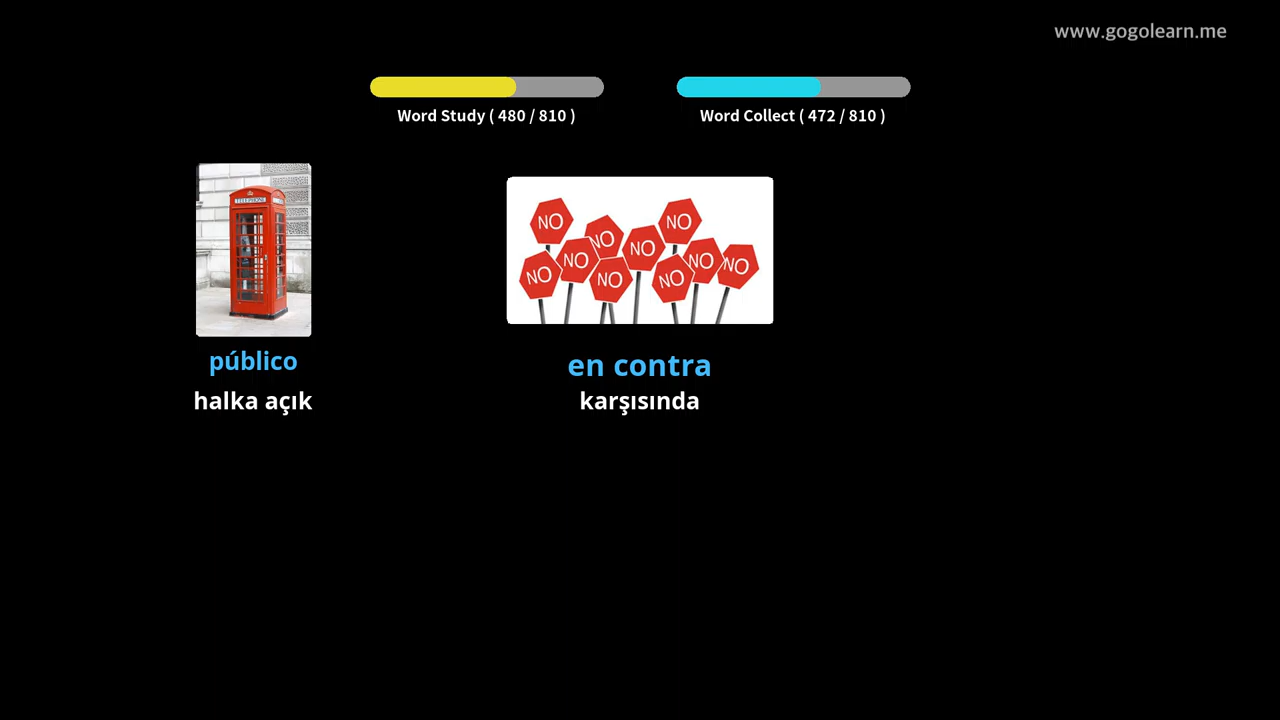 www.gogolearn.me
Word Study ( 480 / 810 )
Word Collect ( 472 / 810 )
TELEPHONE
NO
NO
NO
NO
NO
NO
NO
NO
NO
NO
público
halka açık
en contra
karşısında